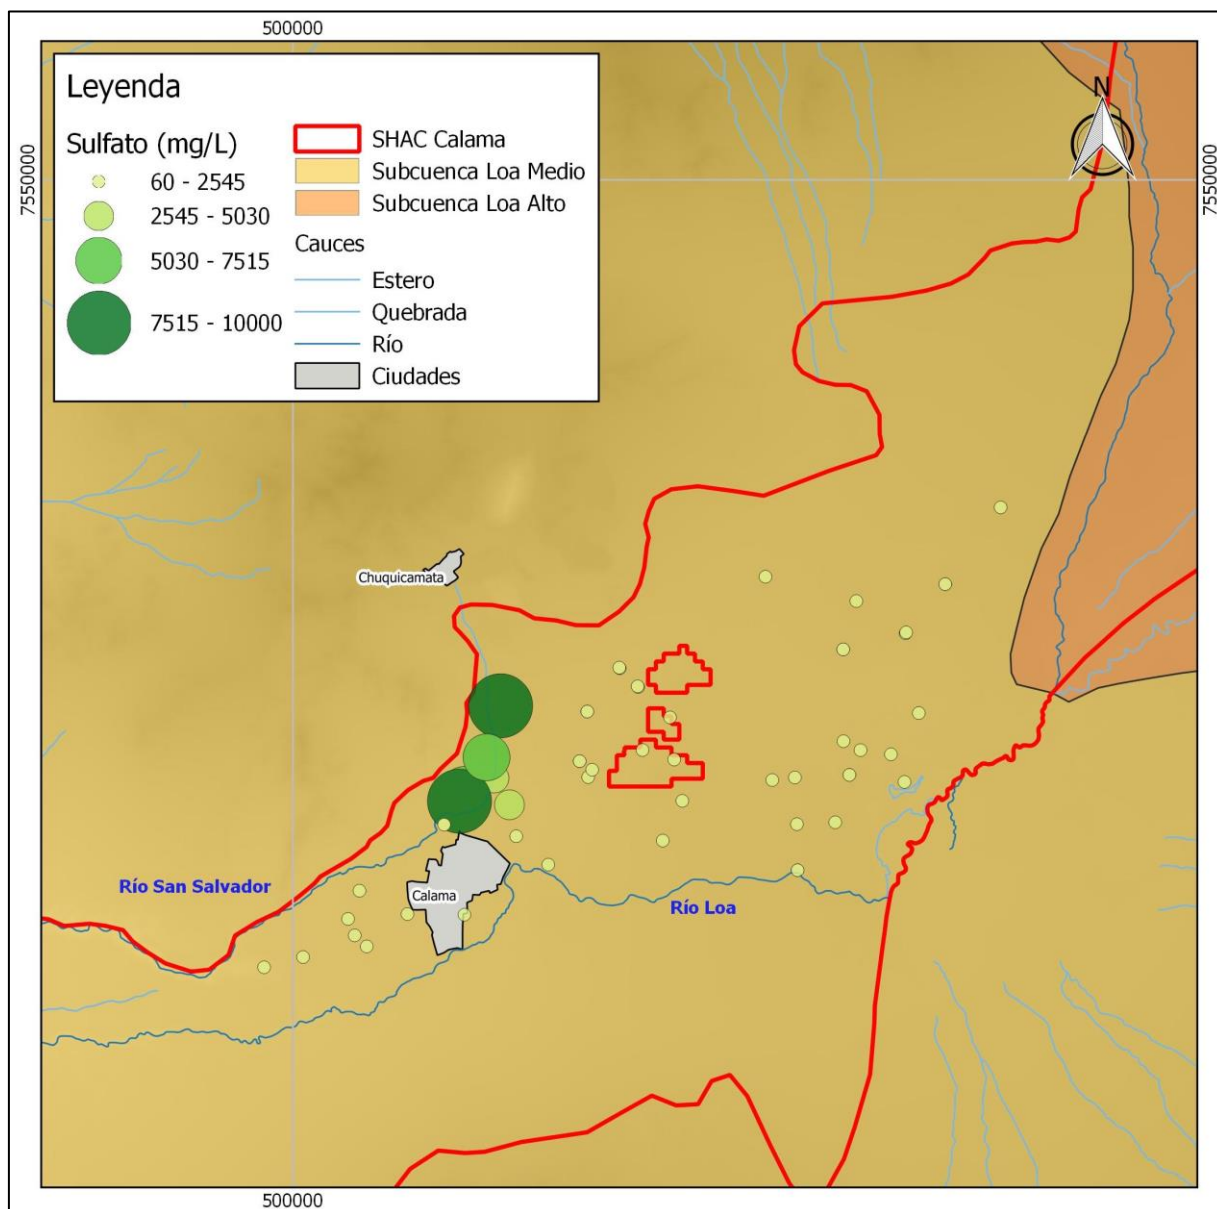 500000
7550000
7550000
N
Leyenda
Sulfato (mg/L)
60 - 2545
2545 - 5030
5030 - 7515
7515 - 10000
SHAC Calama
Subcuenca Loa Medio
Subcuenca Loa Alto
Cauces
Estero
Quebrada
Río
Ciudades
Chuquicamata
Río San Salvador
Calama
Río Loa
500000